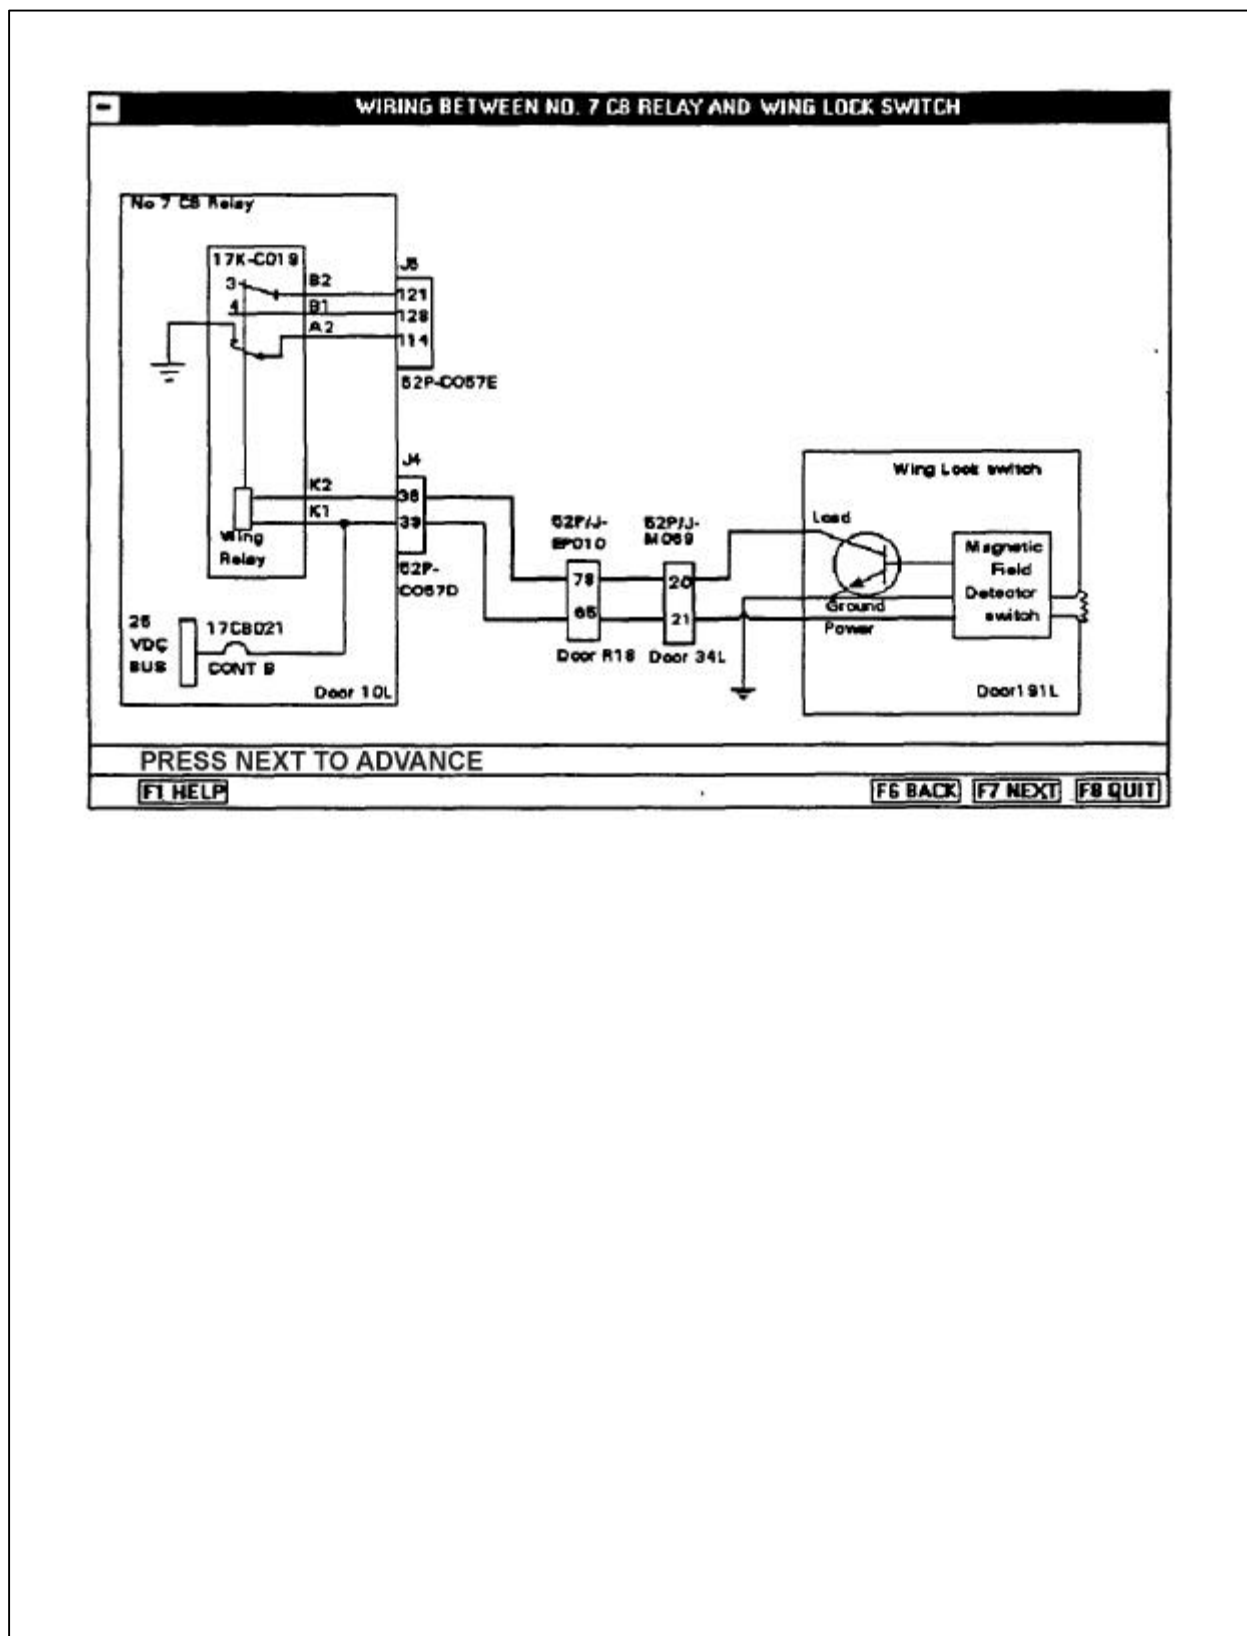 WIRING BETWEEN NO. 7 CB RELAY AND WING LOCK SWITCH
No 7 CB Relay
17K-C019
3
4
B2
B1
A2
J5
121
128
114
52P-C057E
K2
K1
Wing
Relay
J4
38
39
52P-
C057D
28
VDC
BUS
17CBD21
CONT B
Door 10L
52P/J-
EP010
78
65
Door R18
52P/J-
M069
20
21
Door 34L
Wing Lock switch
Load
Ground
Power
Magnetic
Field
Detector
switch
Door191L
PRESS NEXT TO ADVANCE
F1 HELP
F6 BACK
F7 NEXT
F8 QUIT